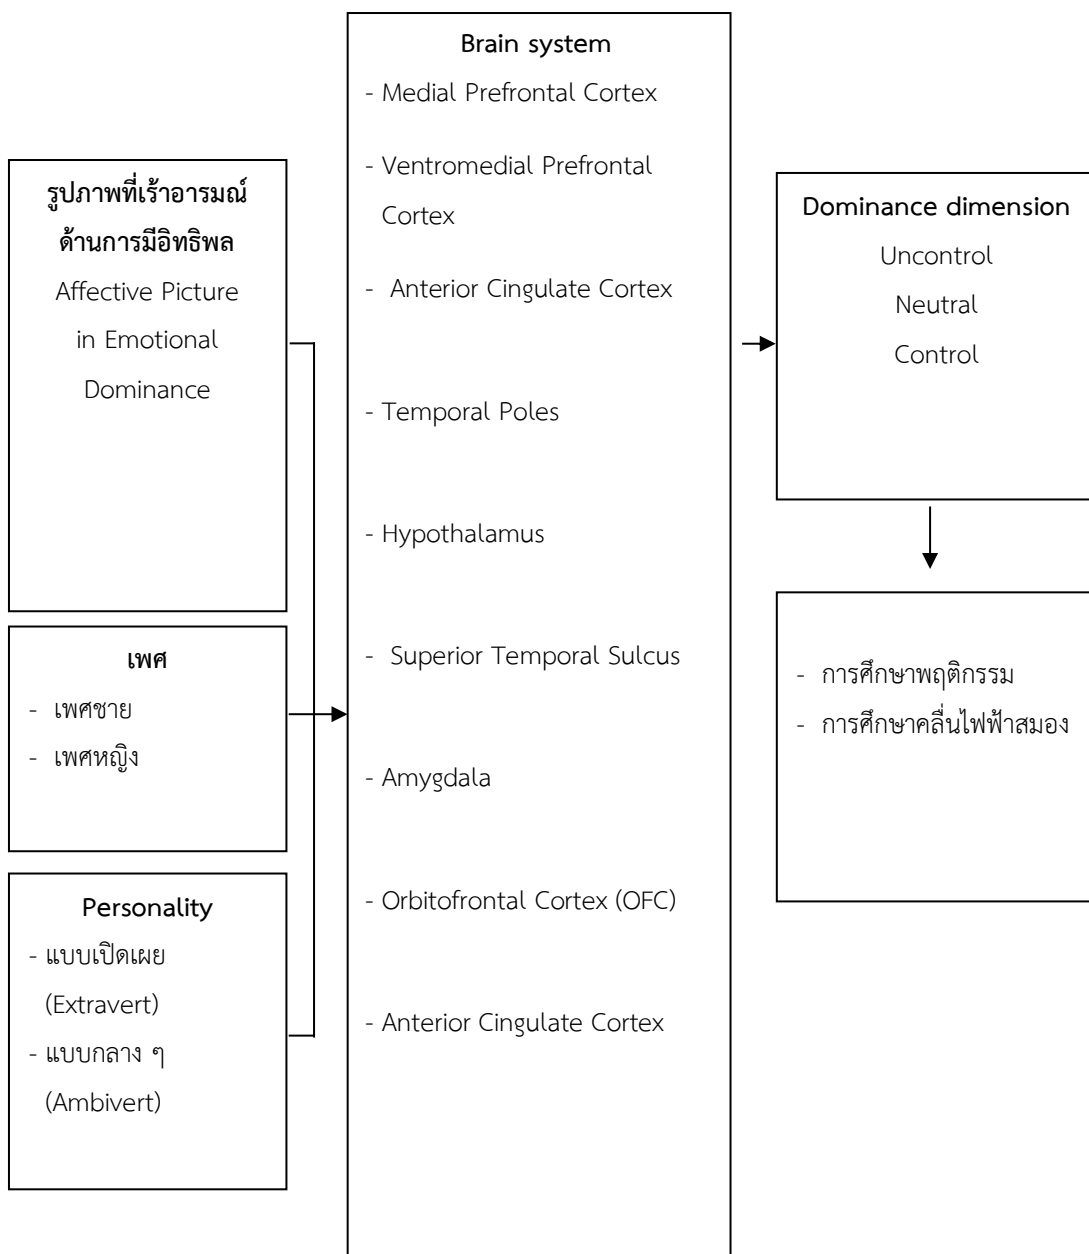 รูปภาพที่เร้าอารมณ์
ด้านการมีอิทธิพล
Affective Picture
in Emotional
Dominance
เพศ
- เพศชาย
- เพศหญิง
Personality
- แบบเปิดเผย
(Extravert)
- แบบกลาง ๆ
(Ambivert)
Brain system
- Medial Prefrontal Cortex
- Ventromedial Prefrontal
Cortex
- Anterior Cingulate Cortex
- Temporal Poles
- Hypothalamus
- Superior Temporal Sulcus
- Amygdala
- Orbitofrontal Cortex (OFC)
- Anterior Cingulate Cortex
Dominance dimension
Uncontrol
Neutral
Control
- การศึกษาพฤติกรรม
- การศึกษาคลื่นไฟฟ้าสมอง